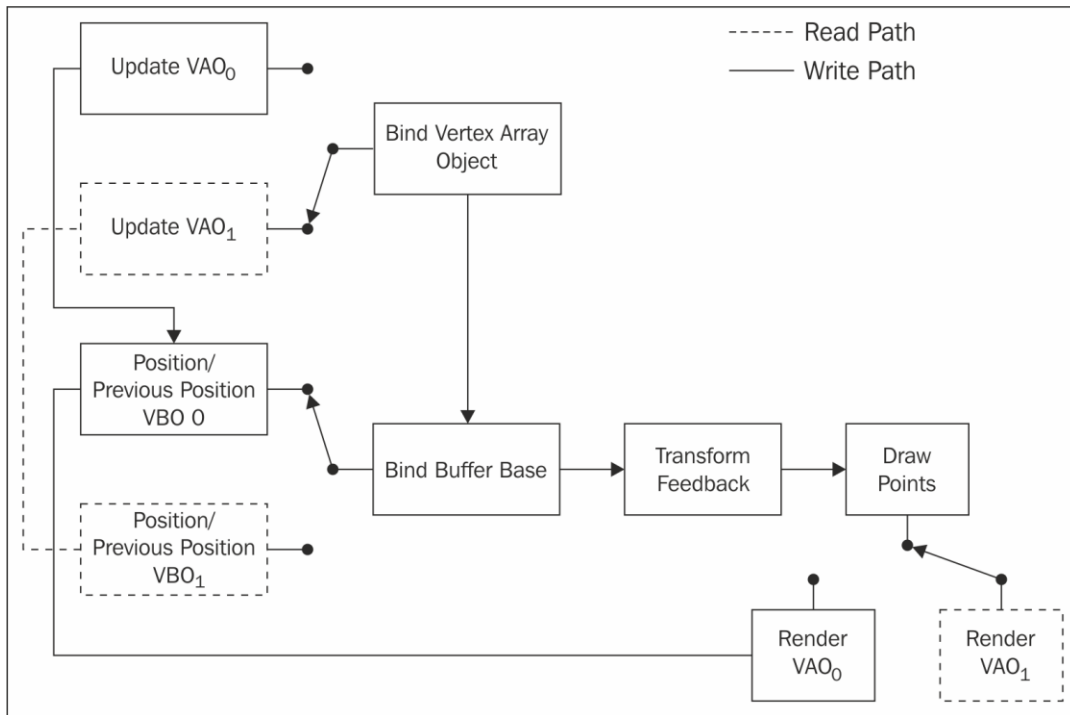 Update VAO₀
Read Path
Write Path
Bind Vertex Array
Object
Update VAO₁
Position/
Previous Position
VBO 0
Bind Buffer Base
Transform
Feedback
Draw
Points
Position/
Previous Position
VBO₁
Render
VAO₀
Render
VAO₁